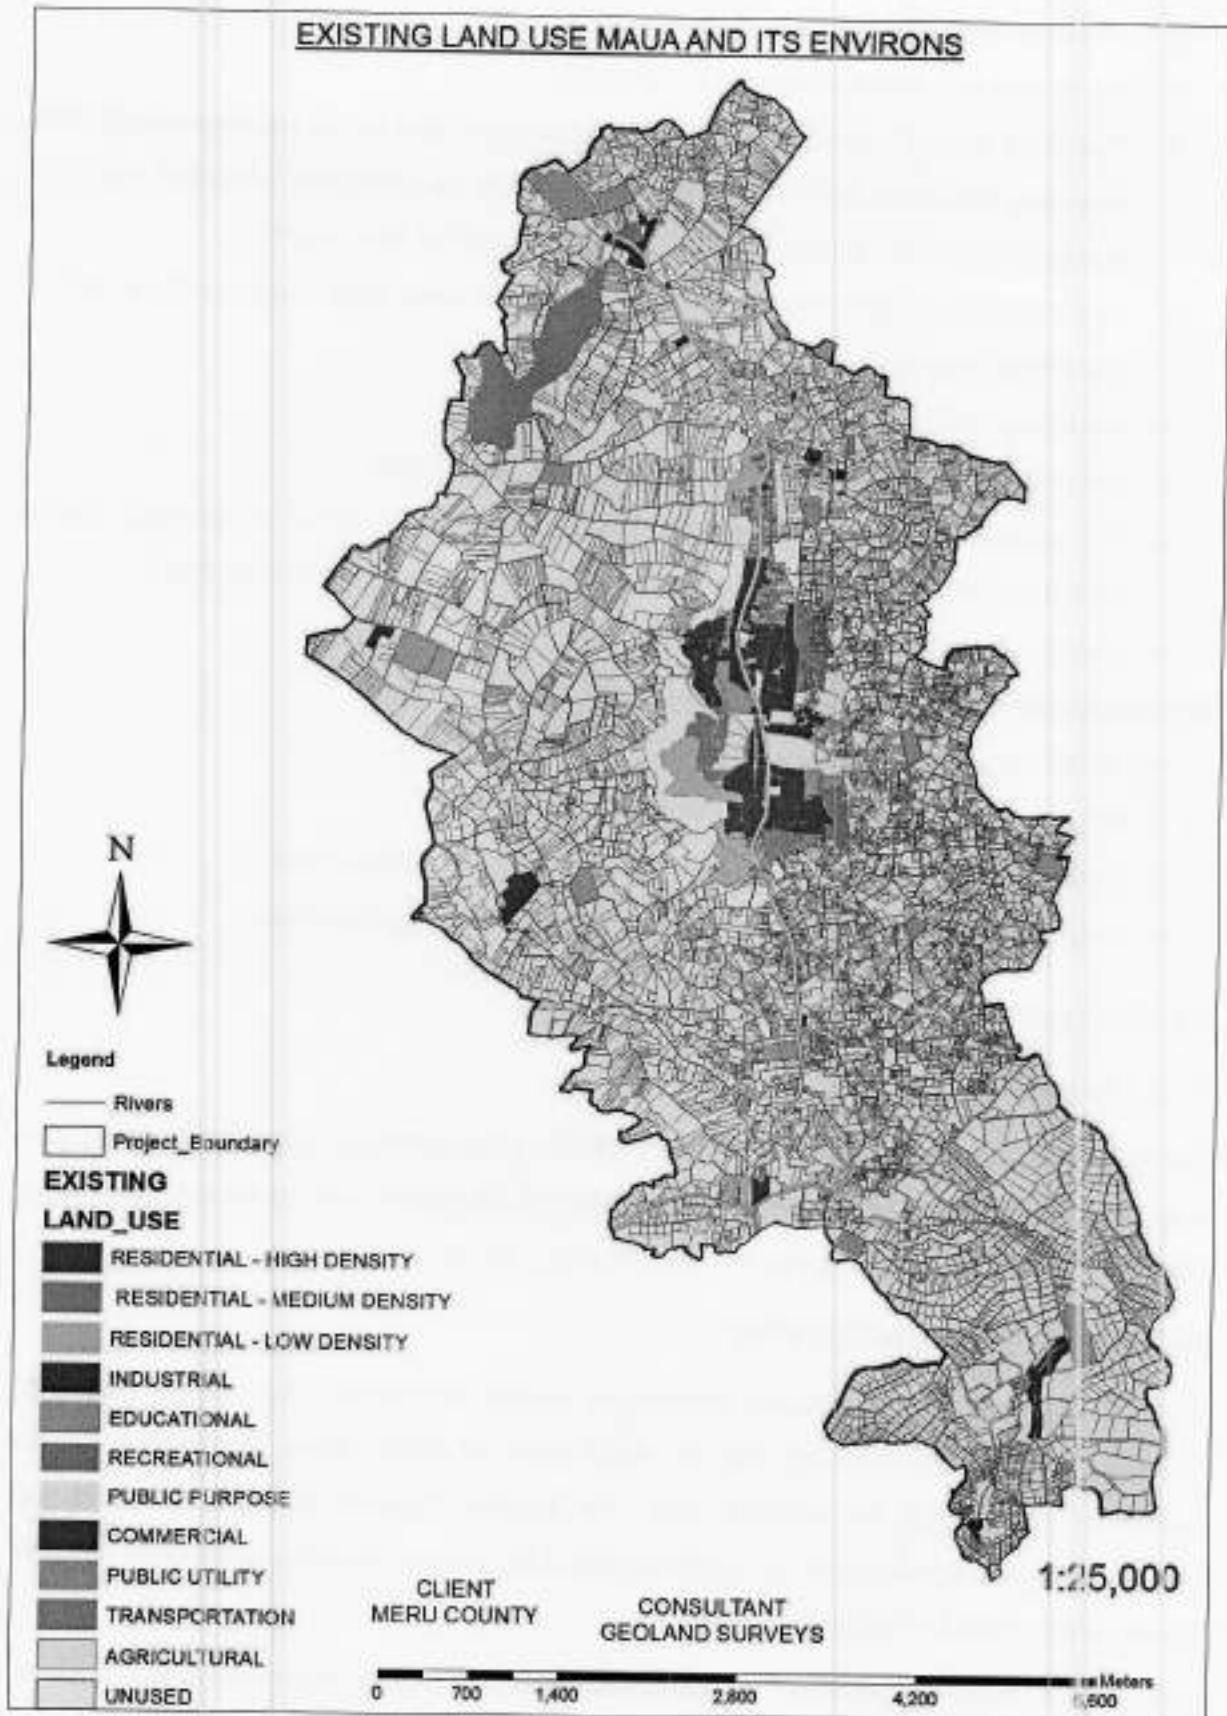 EXISTING LAND USE MAUA AND ITS ENVIRONS
N
Legend
Rivers
Project_Boundary
EXISTING
LAND_USE
RESIDENTIAL - HIGH DENSITY
RESIDENTIAL - MEDIUM DENSITY
RESIDENTIAL - LOW DENSITY
INDUSTRIAL
EDUCATIONAL
RECREATIONAL
PUBLIC PURPOSE
COMMERCIAL
PUBLIC UTILITY
TRANSPORTATION
AGRICULTURAL
UNUSED
CLIENT
MERU COUNTY
CONSULTANT
GEOLAND SURVEYS
1:25,000
Meters
0 700 1,400 2,800 4,200 5,600